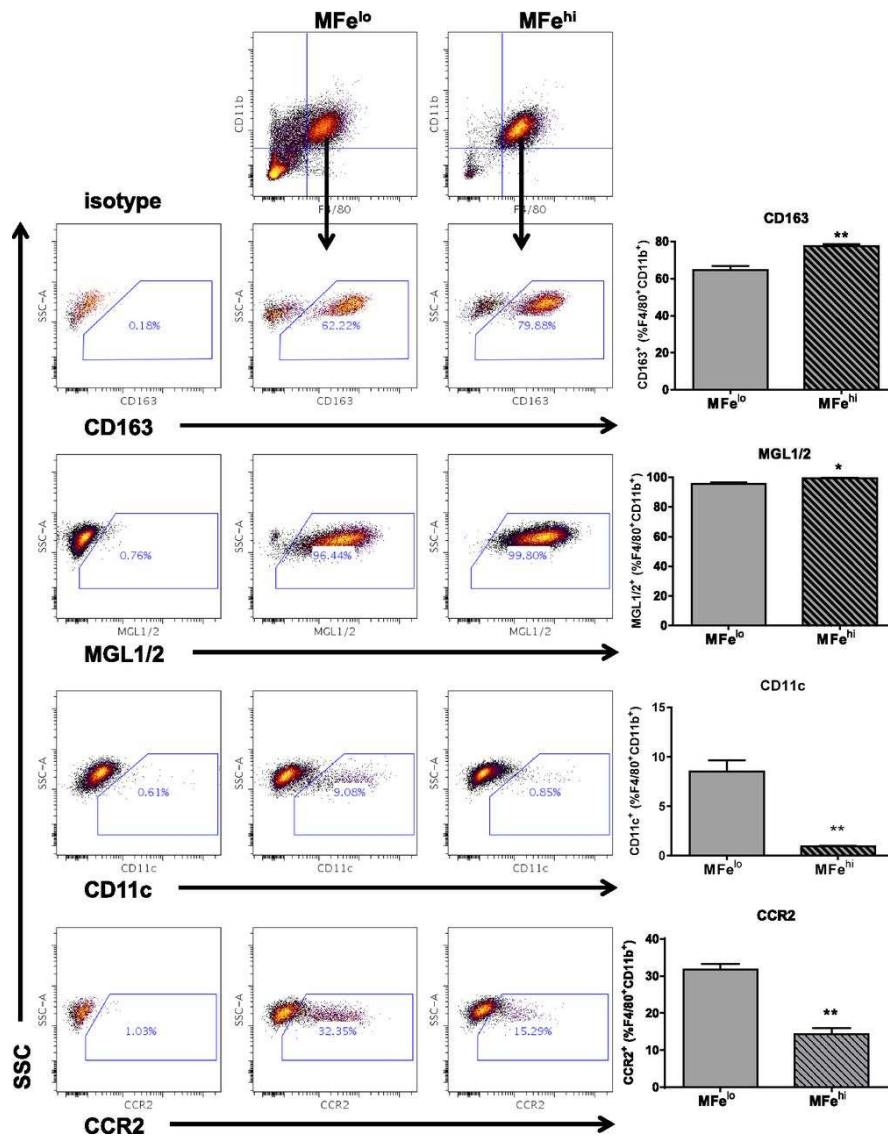 MFe^lo MFe^hi
CD11b CD11b
F4/80 F4/80
isotype
SSC-A SSC-A SSC-A
0.18% 62.22% 79.88%
CD163 CD163 CD163
CD163
CD163
CD163⁺ (%F4/80⁺CD11b⁺)
80
60
40
20
0
**
MFe^lo MFe^hi
SSC-A SSC-A SSC-A
0.76% 96.44% 99.80%
MGL1/2 MGL1/2 MGL1/2
MGL1/2
MGL1/2
MGL1/2⁺ (%F4/80⁺CD11b⁺)
100
80
60
40
20
0
*
MFe^lo MFe^hi
SSC-A SSC-A SSC-A
0.61% 9.08% 0.85%
CD11c CD11c CD11c
CD11c
CD11c
CD11c⁺ (%F4/80⁺CD11b⁺)
15
10
5
0
**
MFe^lo MFe^hi
SSC-A SSC-A SSC-A
1.03% 32.35% 15.29%
CCR2 CCR2 CCR2
CCR2
CCR2
CCR2⁺ (%F4/80⁺CD11b⁺)
40
30
20
10
0
**
MFe^lo MFe^hi
SSC